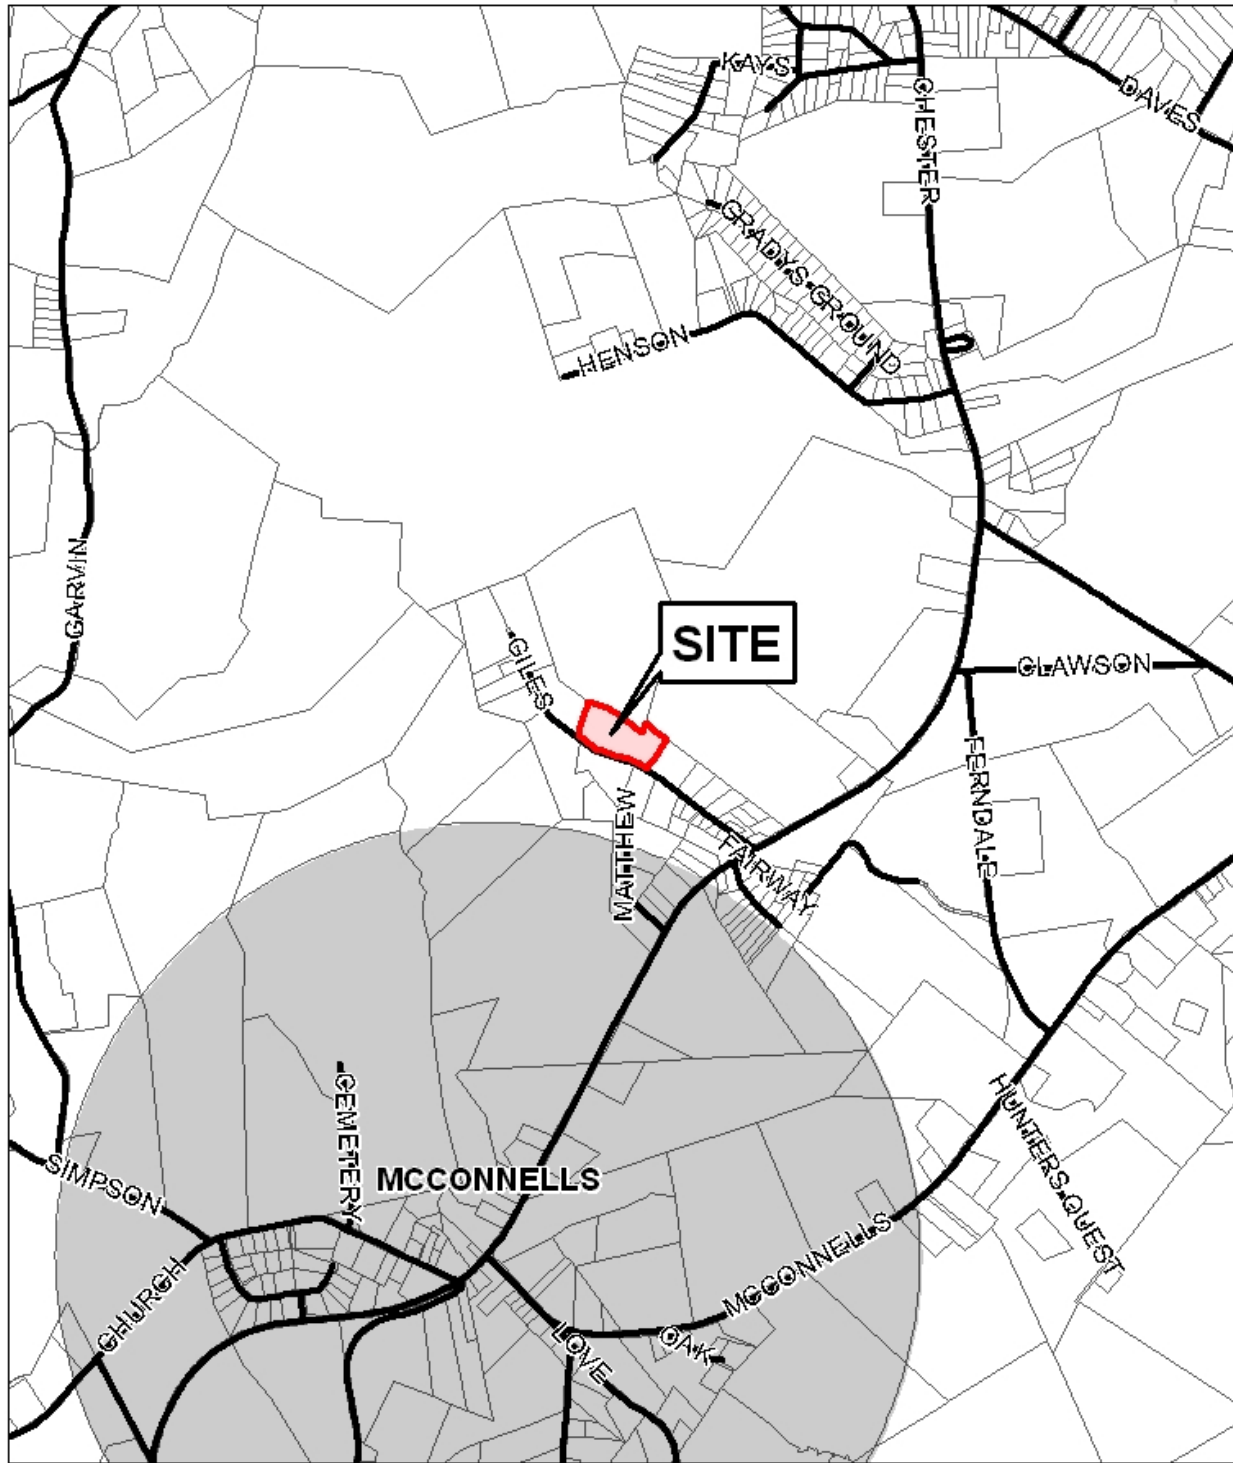 KAYS
CHESTER
DAVES
GRADYS GROUND
HENSON
GARVIN
SITE
GILES
CLAWSON
FERNDALE
MATTHEW
FAIRWAY
CEMETERY
HUNTERS QUEST
SIMPSON
MCCONNELLS
MCCONNELLS
CHURCH
LOVE
OAK